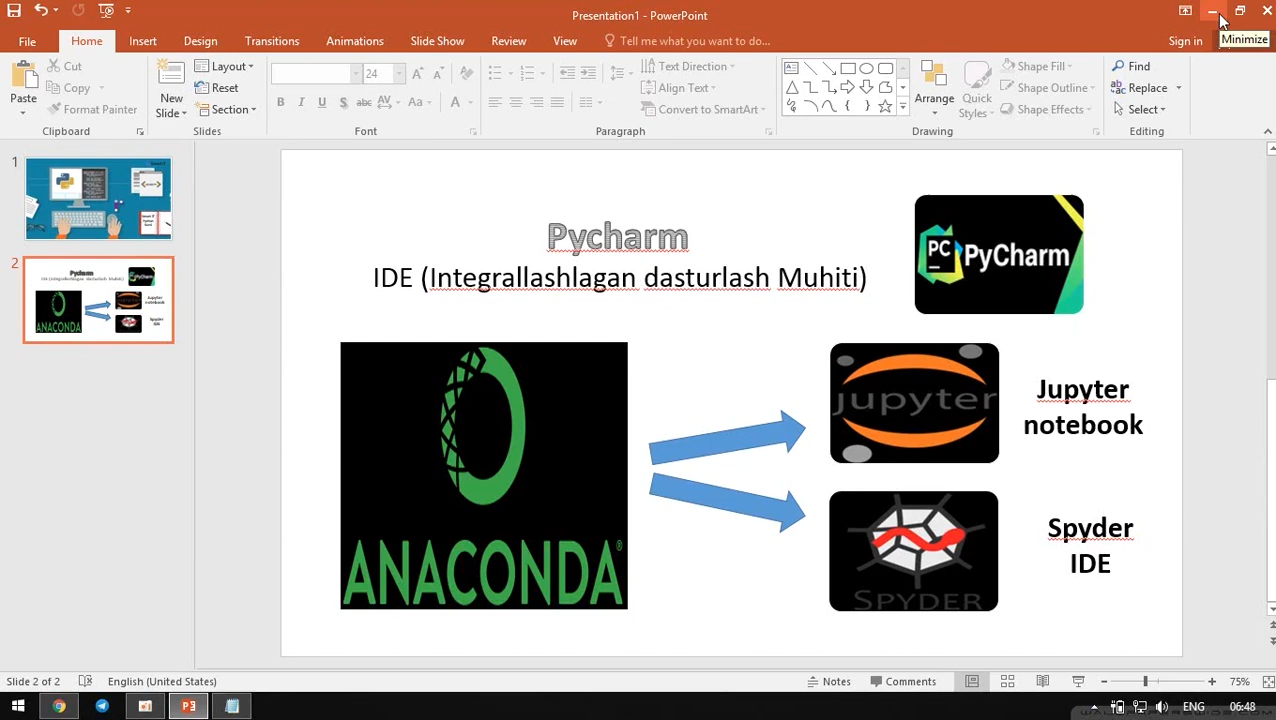 Presentation1 - PowerPoint
Minimize
File Home Insert Design Transitions Animations Slide Show Review View Tell me what you want to do... Sign in
Paste
Cut
Copy
Format Painter
Clipboard
New Slide
Layout
Reset
Section
Slides
24
Font
Text Direction
Align Text
Convert to SmartArt
Paragraph
Arrange
Quick Styles
Shape Fill
Shape Outline
Shape Effects
Drawing
Find
Replace
Select
Editing
1
2
Pycharm
IDE (Integrallashlagan dasturlash Muhiti)
PC PyCharm
ANACONDA®
jupyter
Jupyter
notebook
SPYDER
Spyder
IDE
Slide 2 of 2 English (United States) Notes Comments 75%
ENG 06:48